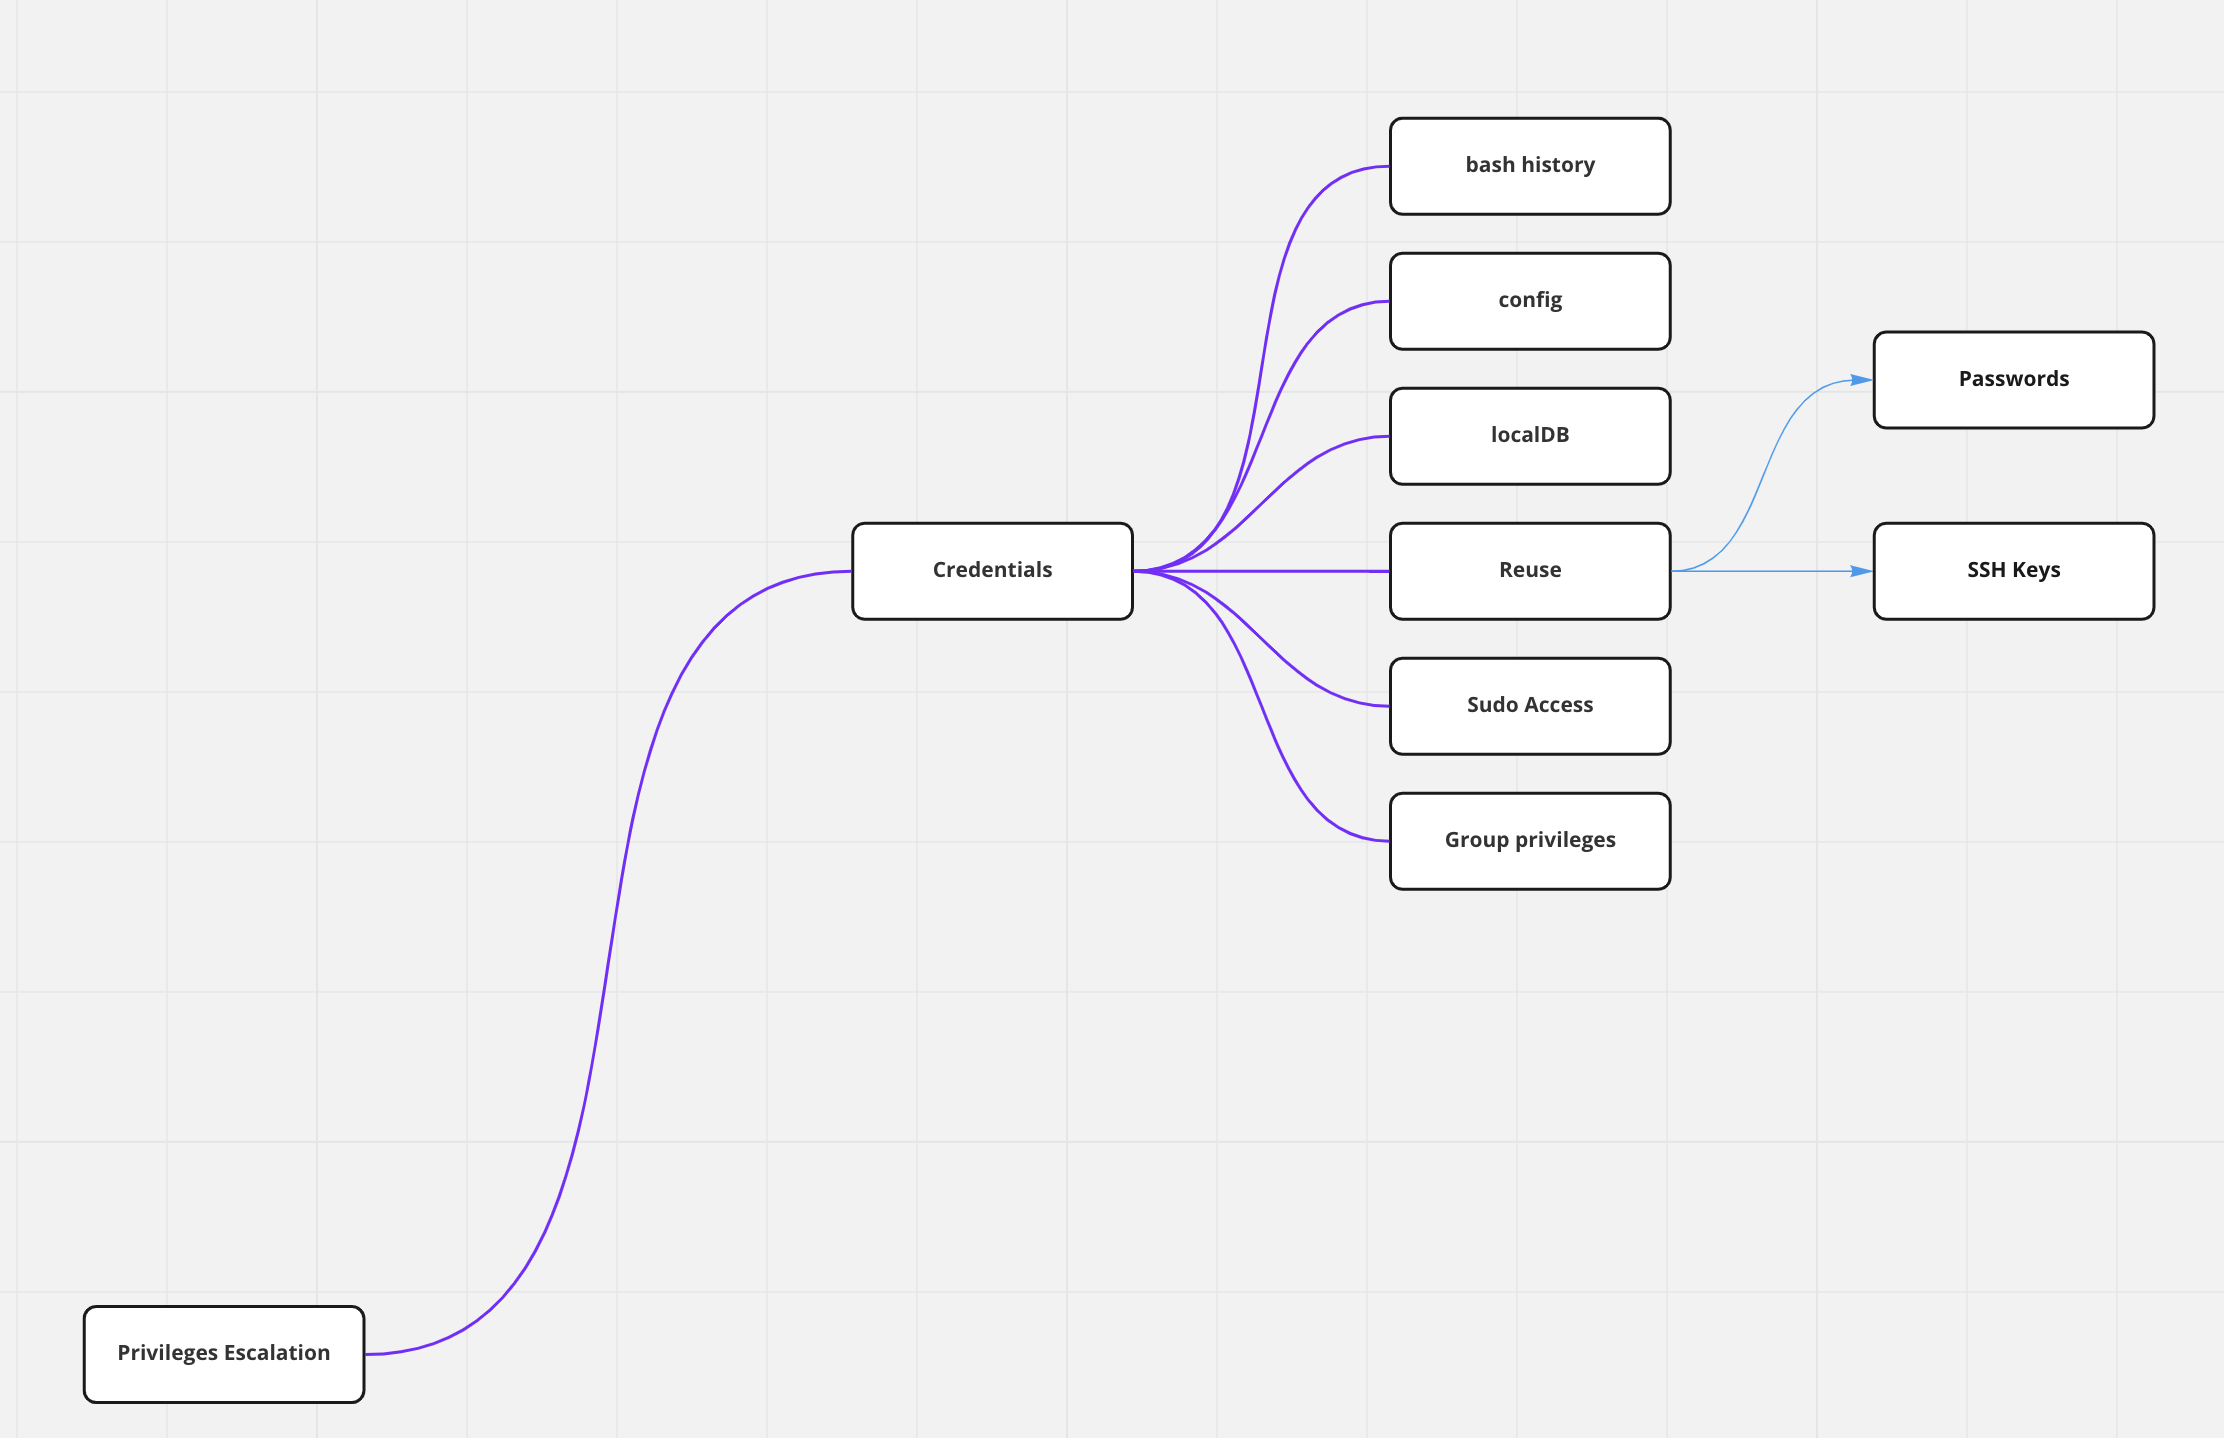 bash history
config
localDB
Passwords
Credentials
Reuse
SSH Keys
Sudo Access
Group privileges
Privileges Escalation